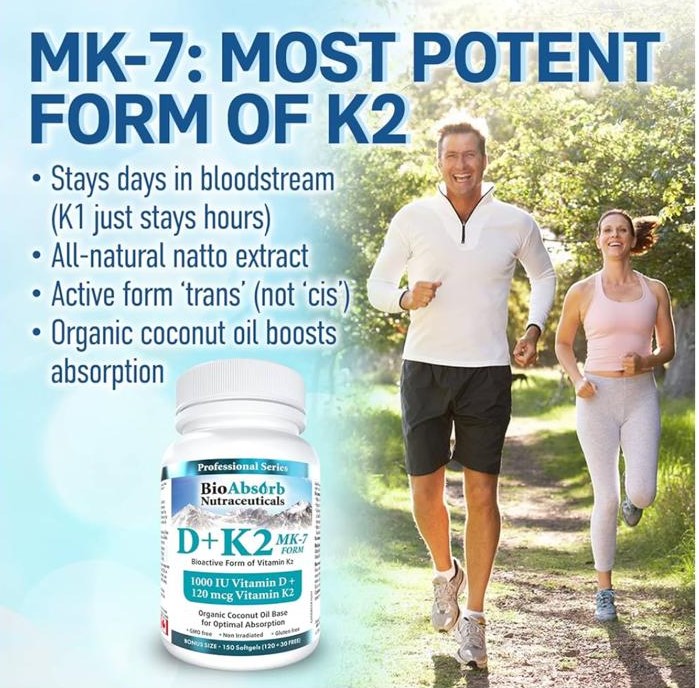 MK-7: MOST POTENT
FORM OF K2
• Stays days in bloodstream
(K1 just stays hours)
• All-natural natto extract
• Active form ‘trans’ (not ‘cis’)
• Organic coconut oil boosts
absorption
Professional Series
BioAbsorb
Nutraceuticals
D+K2 MK-7
FORM
Bioactive Form of Vitamin K2
1000 IU Vitamin D +
120 mcg Vitamin K2
Organic Coconut Oil Base
for Optimal Absorption
• GMO free • Non Irradiated • Gluten free
BONUS SIZE • 150 Softgels (120 + 30 FREE)